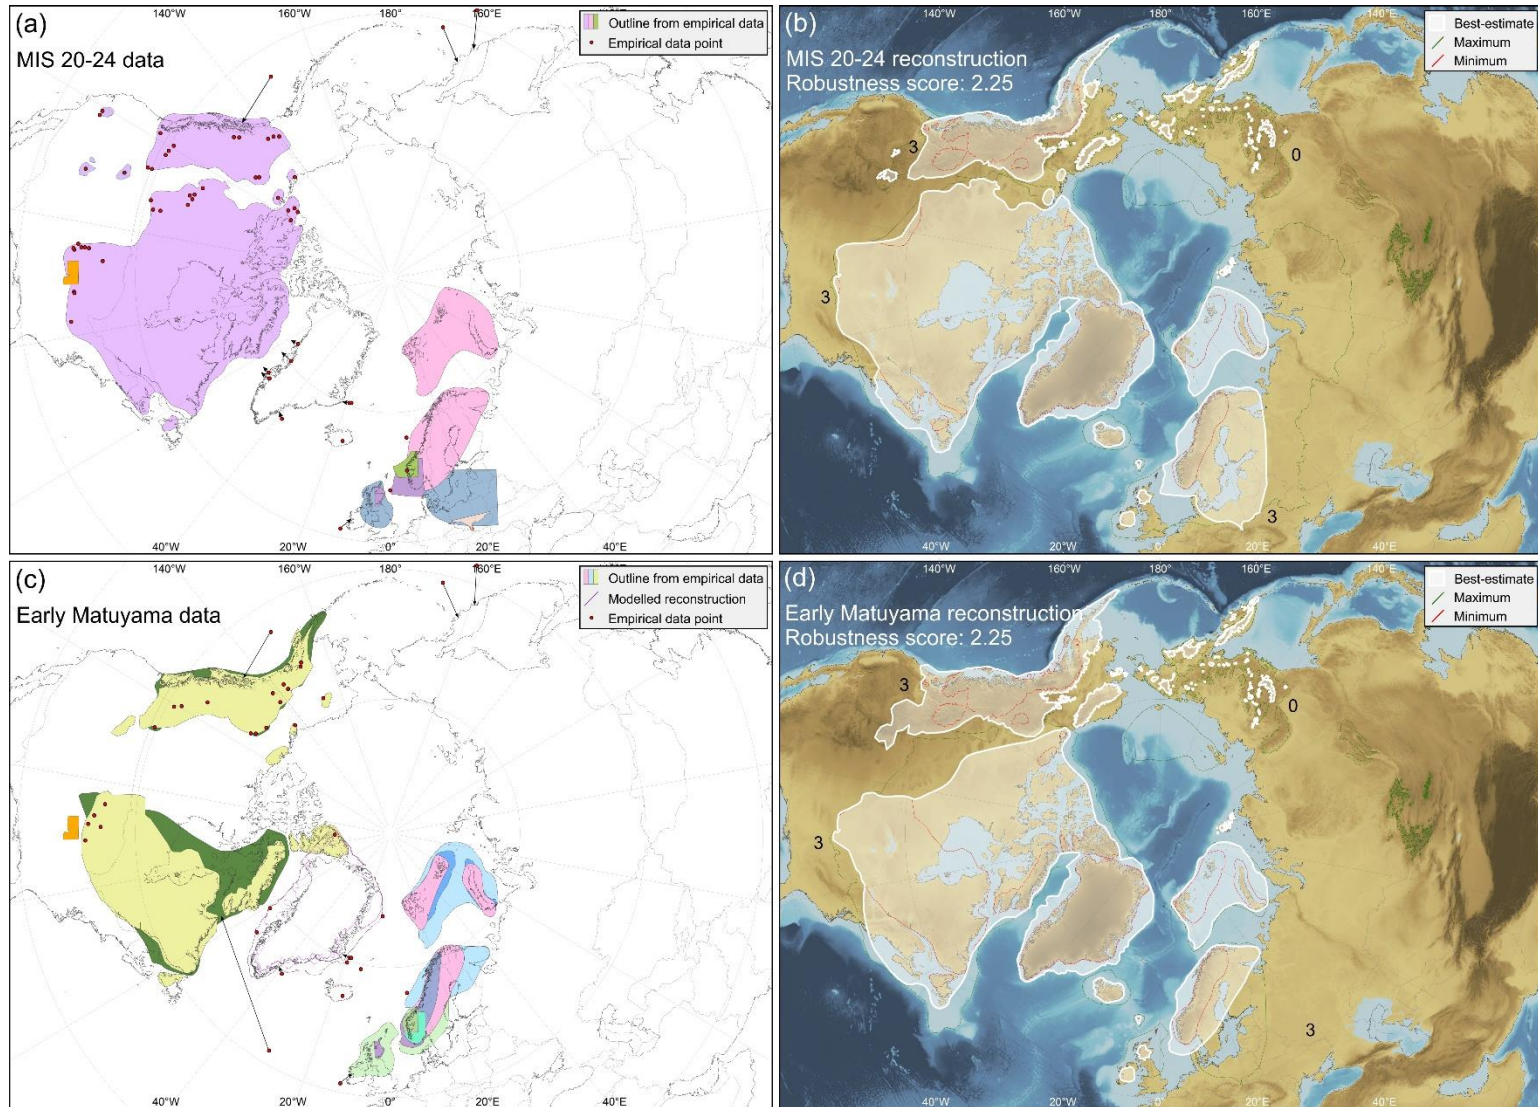 160°W
180°
160°E
(a)
Outline from empirical data
Empirical data point
MIS 20-24 data
140°W
40°W
20°W
0°
20°E
40°E
60°E
160°W
180°
160°E
(b)
Best-estimate
Maximum
Minimum
MIS 20-24 reconstruction
Robustness score: 2.25
140°W
3
0
3
3
40°W
20°W
0°
20°E
40°E
60°E
140°W
160°W
180°
160°E
(c)
Outline from empirical data
Modelled reconstruction
Empirical data point
Early Matuyama data
40°W
20°W
0°
20°E
40°E
60°E
140°W
160°W
180°
160°E
(d)
Best-estimate
Maximum
Minimum
Early Matuyama reconstruction
Robustness score: 2.25
3
0
3
3
40°W
20°W
0°
20°E
40°E
60°E